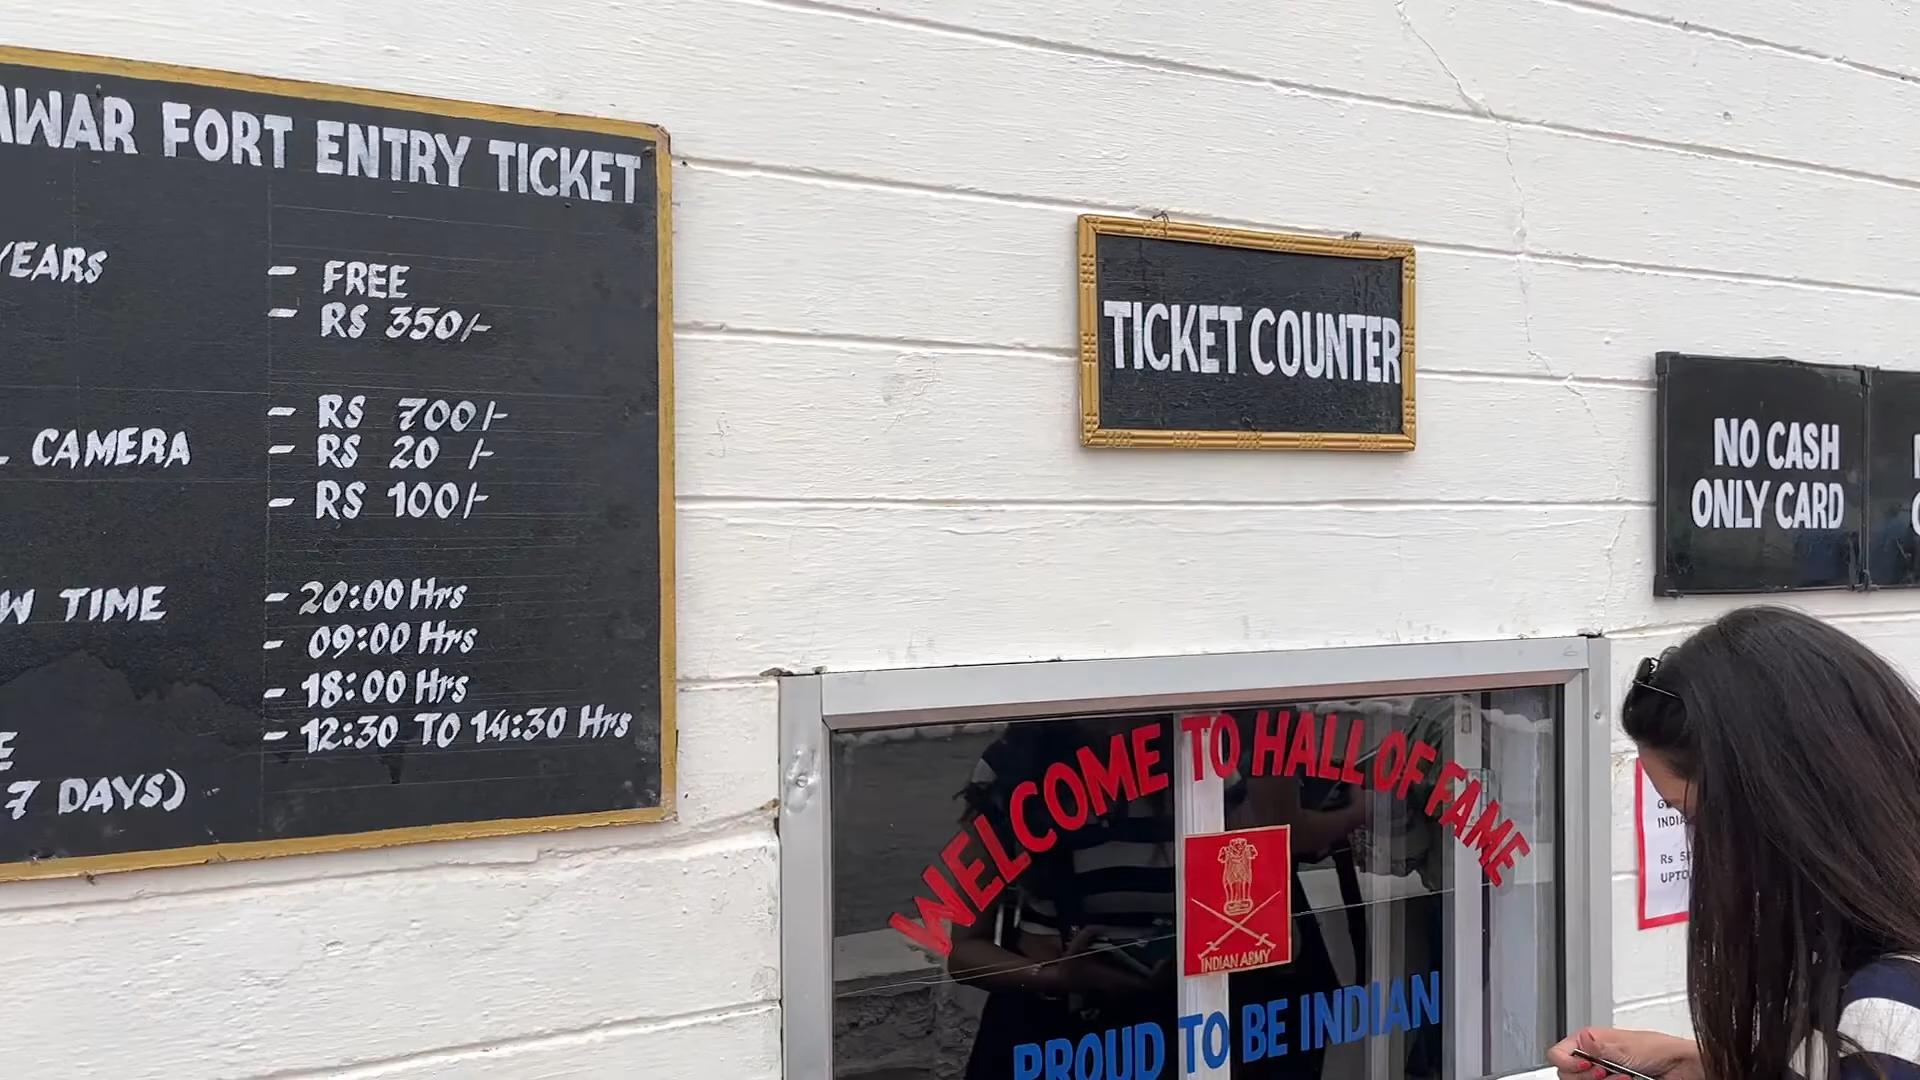 FORT ENTRY TICKET
YEARS - FREE
- RS 350/-
- RS 700/-
CAMERA - RS 20 /-
- RS 100/-
TIME - 20:00 Hrs
- 09:00 Hrs
- 18:00 Hrs
- 12:30 TO 14:30 Hrs
7 DAYS)
TICKET COUNTER
NO CASH
ONLY CARD
WELCOME TO HALL OF FAME
INDIAN ARMY
PROUD TO BE INDIAN
Rs